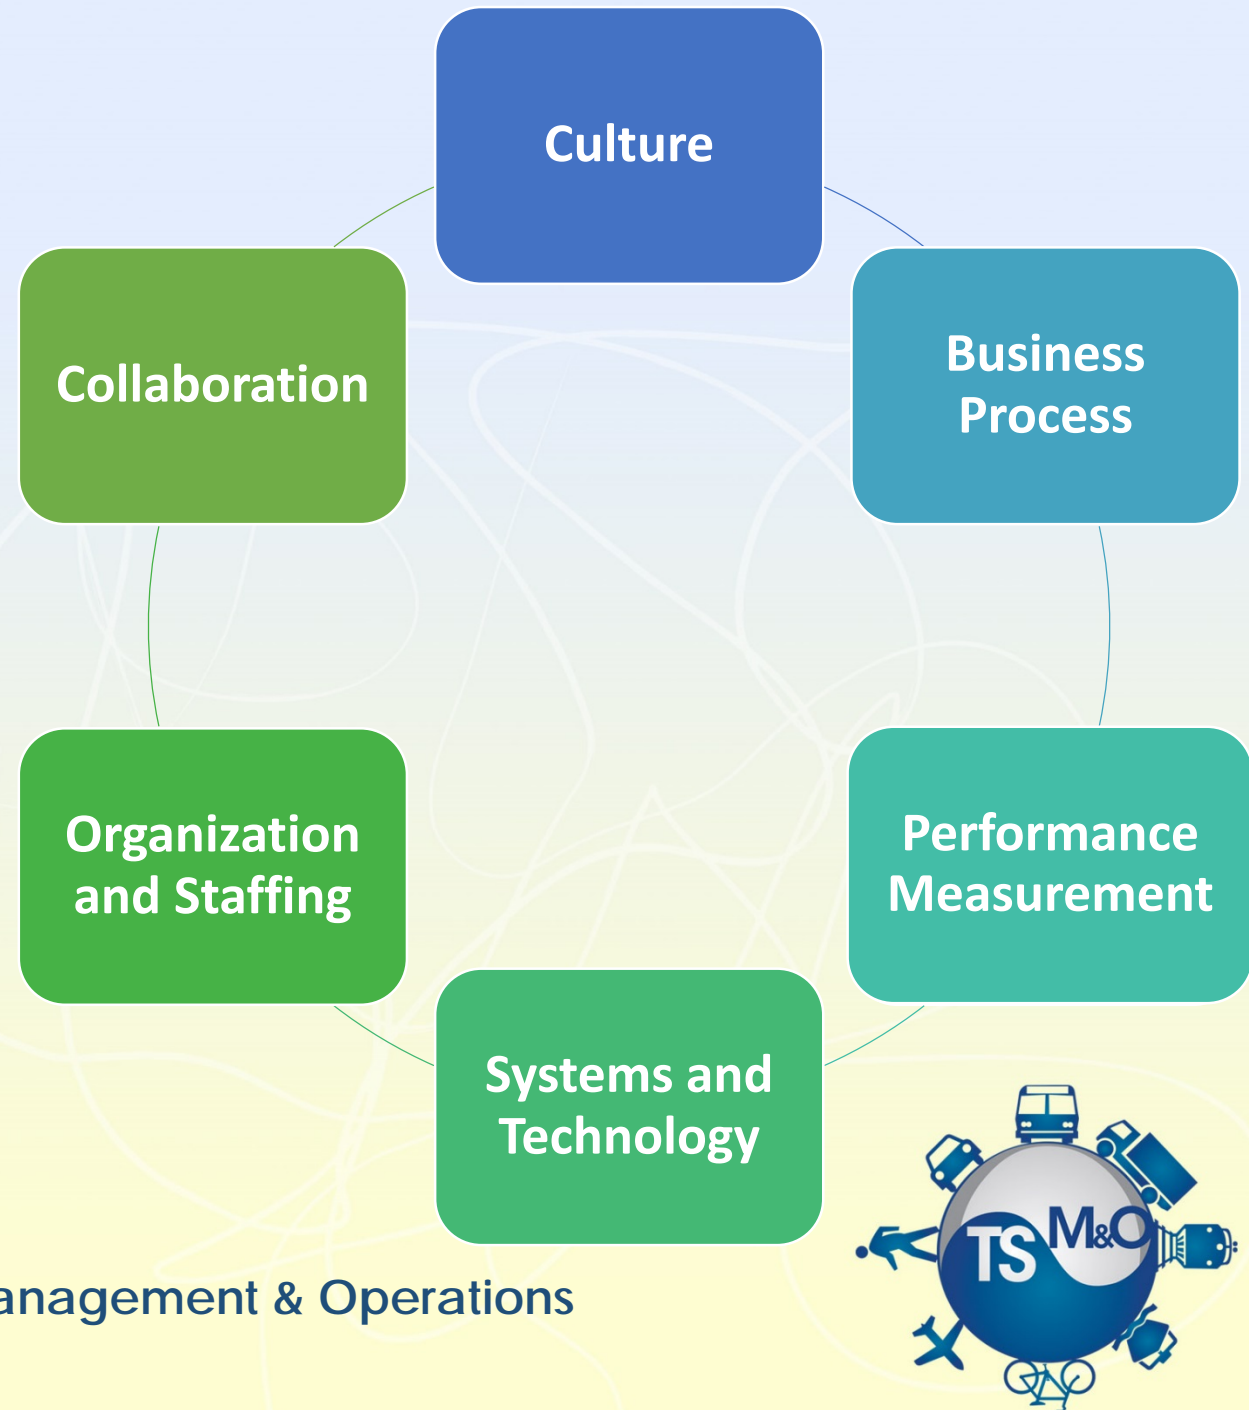 Culture
Business
Process
Performance
Measurement
Systems and
Technology
Organization
and Staffing
Collaboration
anagement & Operations
TS M&O